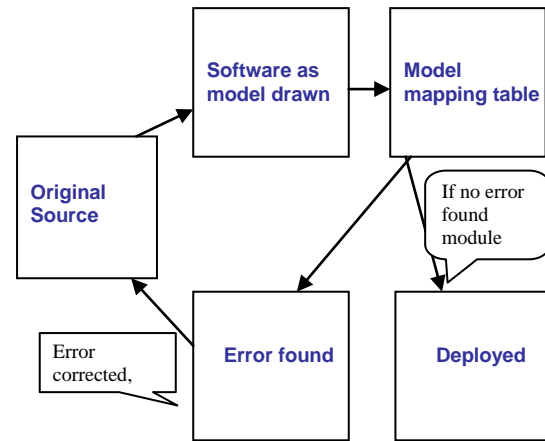 Software as
model drawn
Model
mapping table
Original
Source
If no error
found
module
Error found
Deployed
Error
corrected,